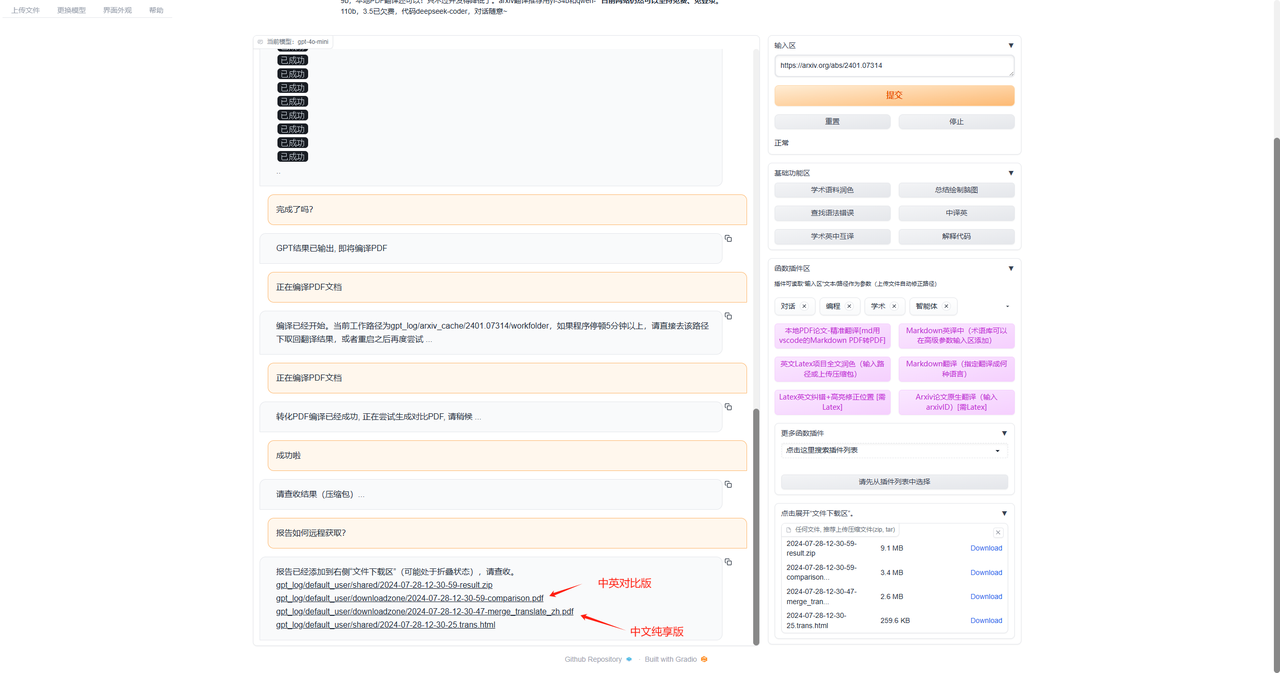 上传文件
更换模型
界面外观
帮助
110b，3.5已欠费，代码deepseek-coder，对话随意~
当前模型：gpt-4o-mini
已成功
已成功
已成功
已成功
已成功
已成功
已成功
已成功
..
完成了吗？
GPT结果已输出, 即将编译PDF
正在编译PDF文档
编译已经开始。当前工作路径为gpt_log/arxiv_cache/2401.07314/workfolder，如果程序停顿5分钟以上，请直接去该路径
下取回翻译结果，或者重启之后再度尝试 ...
正在编译PDF文档
转化PDF编译已经成功, 正在尝试生成对比PDF, 请稍候 ...
成功啦
请查收结果（压缩包）...
报告如何远程获取？
报告已经添加到右侧“文件下载区”（可能处于折叠状态），请查收。
gpt_log/default_user/shared/2024-07-28-12-30-59-result.zip
gpt_log/default_user/downloadzone/2024-07-28-12-30-59-comparison.pdf
gpt_log/default_user/downloadzone/2024-07-28-12-30-47-merge_translate_zh.pdf
gpt_log/default_user/shared/2024-07-28-12-30-25.trans.html
中英对比版
中文纯享版
输入区
https://arxiv.org/abs/2401.07314
提交
重置
停止
正常
基础功能区
学术语料润色
总结绘制脑图
查找语法错误
中译英
学术英中互译
解释代码
函数插件区
插件可读取“输入区”文本/路径作为参数（上传文件自动修正路径）
对话 ×
编程 ×
学术 ×
智能体 ×
本地PDF论文-精准翻译[md用
vscode的Markdown PDF转PDF]
Markdown英译中（术语库可以
在高级参数输入区添加）
英文Latex项目全文润色（输入路
径或上传压缩包）
Markdown翻译（指定翻译成何
种语言）
Latex英文纠错+高亮修正位置 [需
Latex]
Arxiv论文原生翻译（输入
arxivID）[需Latex]
更多函数插件
点击这里搜索插件列表
请先从插件列表中选择
点击展开“文件下载区”。
任何文件, 推荐上传压缩文件(zip, tar)
2024-07-28-12-30-59-
result.zip
9.1 MB
Download
2024-07-28-12-30-59-
comparison...
3.4 MB
Download
2024-07-28-12-30-47-
merge_tran...
2.6 MB
Download
2024-07-28-12-30-
25.trans.html
259.6 KB
Download
Github Repository
Built with Gradio